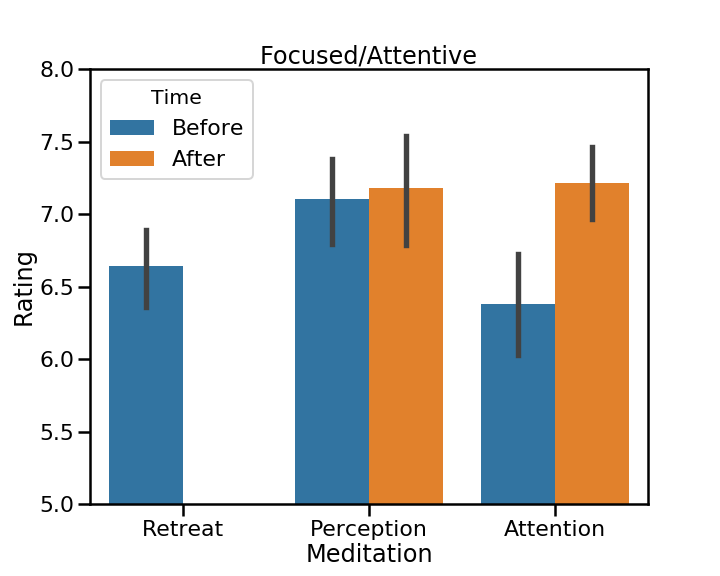 Focused/Attentive
8.0
7.5
7.0
6.5
6.0
5.5
5.0
Rating
Time
Before
After
Retreat Perception Attention
Meditation